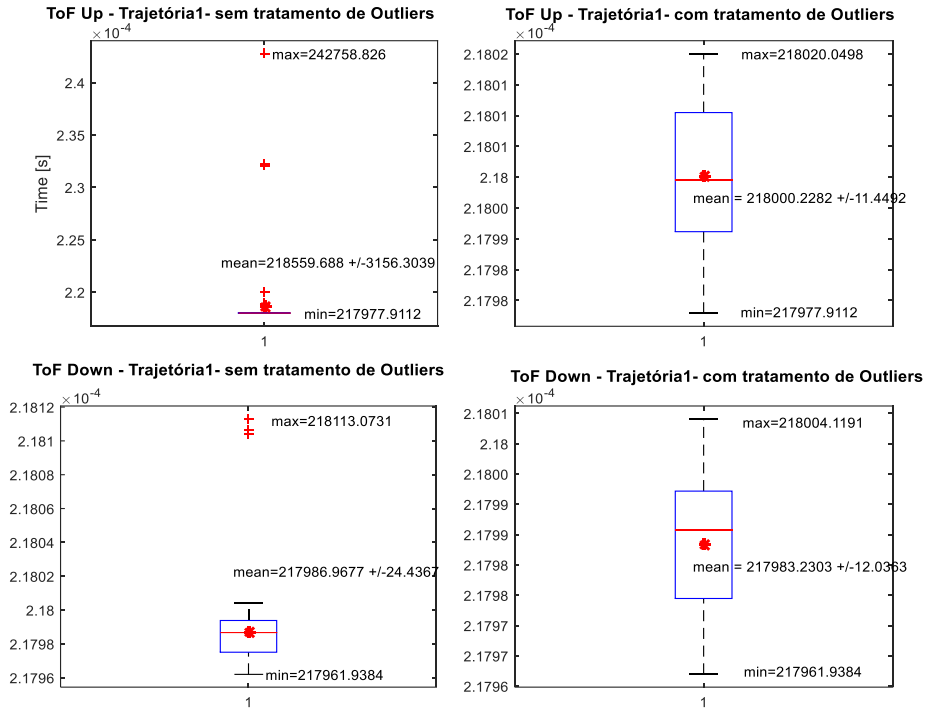 ToF Up - Trajetória1- sem tratamento de Outliers
×10⁻⁴
max=242758.826
2.4
2.35
2.3
2.25
2.2
Time [s]
mean=218559.688 +/-3156.3039
min=217977.9112
1
ToF Up - Trajetória1- com tratamento de Outliers
×10⁻⁴
max=218020.0498
2.1802
2.1801
2.1801
2.1801
2.18
2.1800
2.1799
2.1798
2.1798
mean = 218000.2282 +/-11.4492
min=217977.9112
1
ToF Down - Trajetória1- sem tratamento de Outliers
×10⁻⁴
2.1812
2.181
2.1808
2.1806
2.1804
2.1802
2.18
2.1798
2.1796
max=218113.0731
mean=217986.9677 +/-24.4367
min=217961.9384
1
ToF Down - Trajetória1- com tratamento de Outliers
×10⁻⁴
2.1801
2.18
2.1800
2.1799
2.1799
2.1798
2.1798
2.1797
2.1797
2.1796
max=218004.1191
mean = 217983.2303 +/-12.0363
min=217961.9384
1